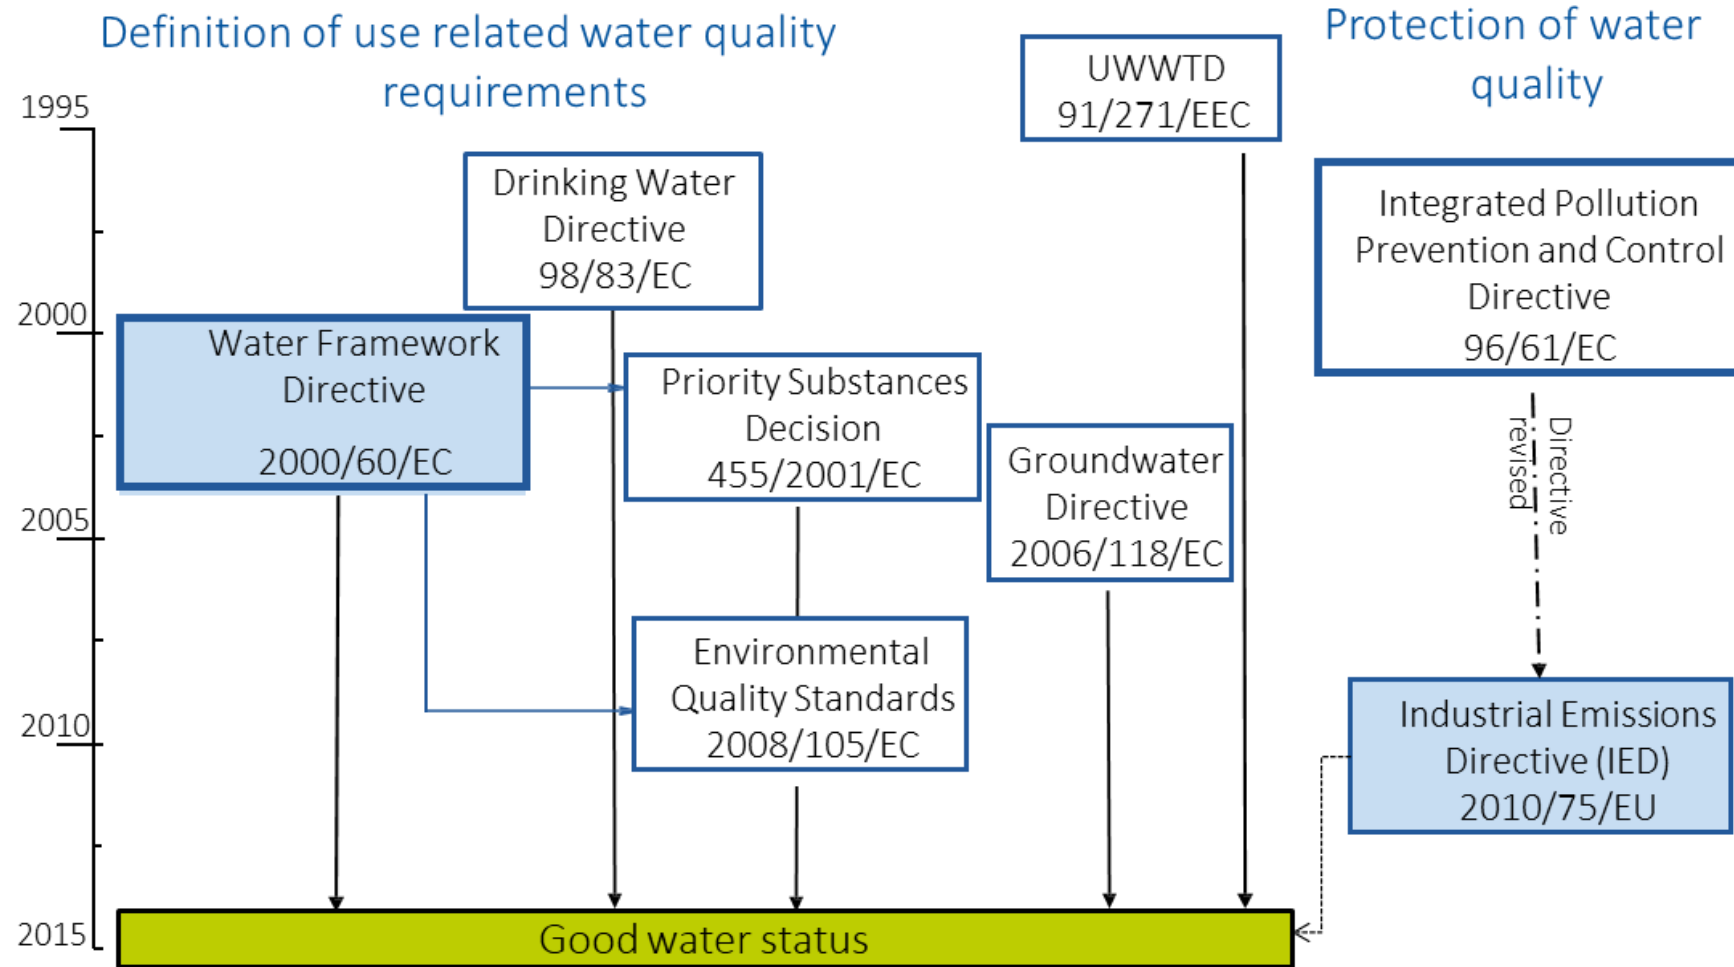 Definition of use related water quality
requirements
Protection of water
quality
1995
2000
2005
2010
2015
UWWTD
91/271/EEC
Drinking Water
Directive
98/83/EC
Integrated Pollution
Prevention and Control
Directive
96/61/EC
Water Framework
Directive
2000/60/EC
Priority Substances
Decision
455/2001/EC
Groundwater
Directive
2006/118/EC
Directive
revised
Environmental
Quality Standards
2008/105/EC
Industrial Emissions
Directive (IED)
2010/75/EU
Good water status